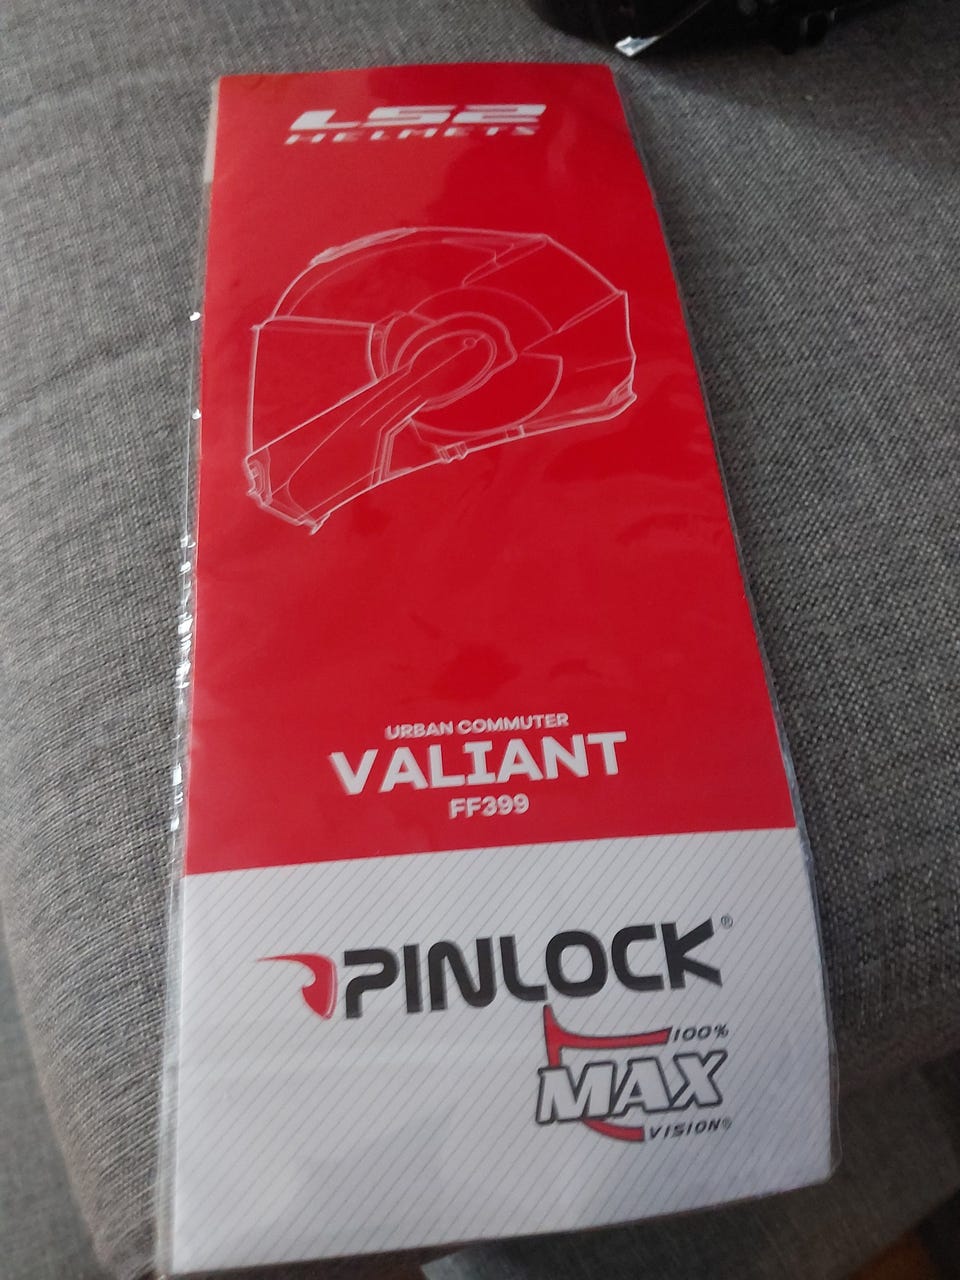 LS2
HELMETS
URBAN COMMUTER
VALIANT
FF399
PINLOCK®
100%
MAX
VISION®